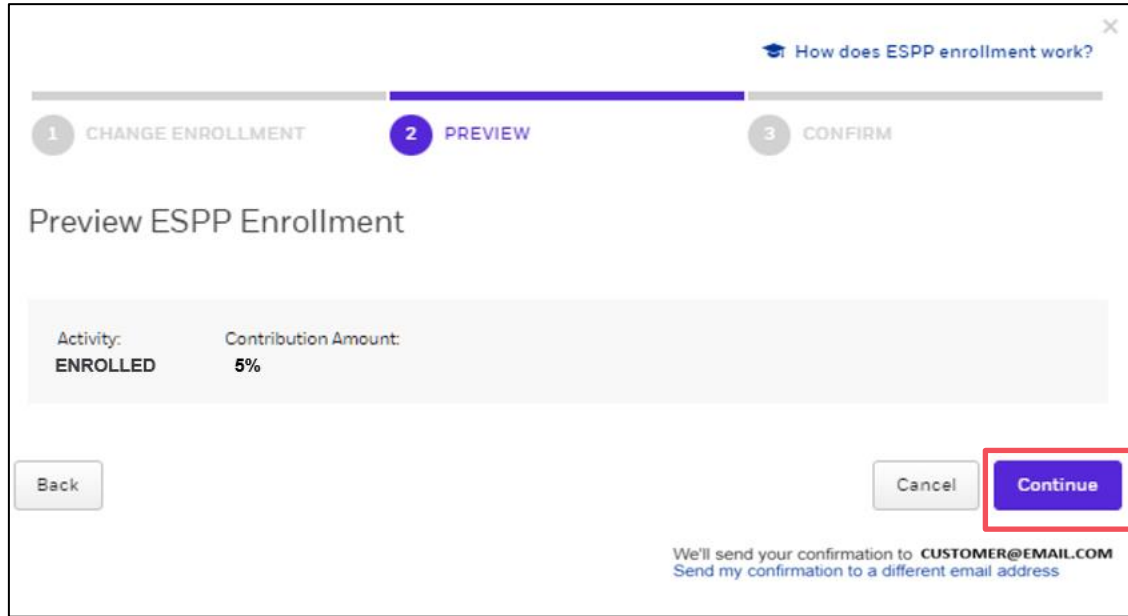 How does ESPP enrollment work?
1 CHANGE ENROLLMENT 2 PREVIEW 3 CONFIRM
Preview ESPP Enrollment
Activity: Contribution Amount:
ENROLLED 5%
Back Cancel Continue
We'll send your confirmation to CUSTOMER@EMAIL.COM
Send my confirmation to a different email address